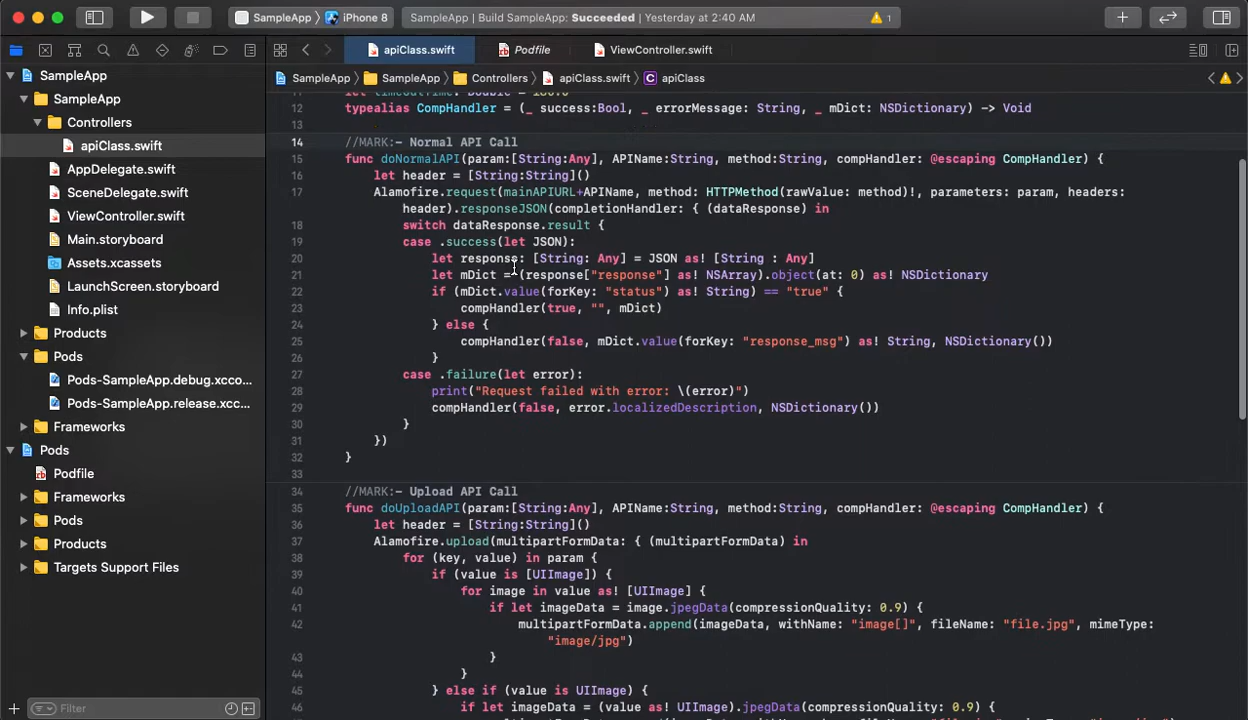 SampleApp › iPhone 8
SampleApp | Build SampleApp: Succeeded | Yesterday at 2:40 AM
1
apiClass.swift
Podfile
ViewController.swift
SampleApp
SampleApp
Controllers
apiClass.swift
apiClass
SampleApp
SampleApp
Controllers
apiClass.swift
AppDelegate.swift
SceneDelegate.swift
ViewController.swift
Main.storyboard
Assets.xcassets
LaunchScreen.storyboard
Info.plist
Products
Pods
Pods-SampleApp.debug.xcco...
Pods-SampleApp.release.xcc...
Frameworks
Pods
Podfile
Frameworks
Pods
Products
Targets Support Files
Filter
12 typealias CompHandler = (_ success:Bool, _ errorMessage: String, _ mDict: NSDictionary) -> Void
13
14 //MARK:- Normal API Call
15 func doNormalAPI(param:[String:Any], APIName:String, method:String, compHandler: @escaping CompHandler) {
16 let header = [String:String]()
17 Alamofire.request(mainAPIURL+APIName, method: HTTPMethod(rawValue: method)!, parameters: param, headers:
header).responseJSON(completionHandler: { (dataResponse) in
18 switch dataResponse.result {
19 case .success(let JSON):
20 let response: [String: Any] = JSON as! [String : Any]
21 let mDict = (response["response"] as! NSArray).object(at: 0) as! NSDictionary
22 if (mDict.value(forKey: "status") as! String) == "true" {
23 compHandler(true, "", mDict)
24 } else {
25 compHandler(false, mDict.value(forKey: "response_msg") as! String, NSDictionary())
26 }
27 case .failure(let error):
28 print("Request failed with error: \(error)")
29 compHandler(false, error.localizedDescription, NSDictionary())
30 }
31 })
32 }
33
34 //MARK:- Upload API Call
35 func doUploadAPI(param:[String:Any], APIName:String, method:String, compHandler: @escaping CompHandler) {
36 let header = [String:String]()
37 Alamofire.upload(multipartFormData: { (multipartFormData) in
38 for (key, value) in param {
39 if (value is [UIImage]) {
40 for image in value as! [UIImage] {
41 if let imageData = image.jpegData(compressionQuality: 0.9) {
42 multipartFormData.append(imageData, withName: "image[]", fileName: "file.jpg", mimeType:
"image/jpg")
43 }
44 }
45 } else if (value is UIImage) {
46 if let imageData = (value as! UIImage).jpegData(compressionQuality: 0.9) {